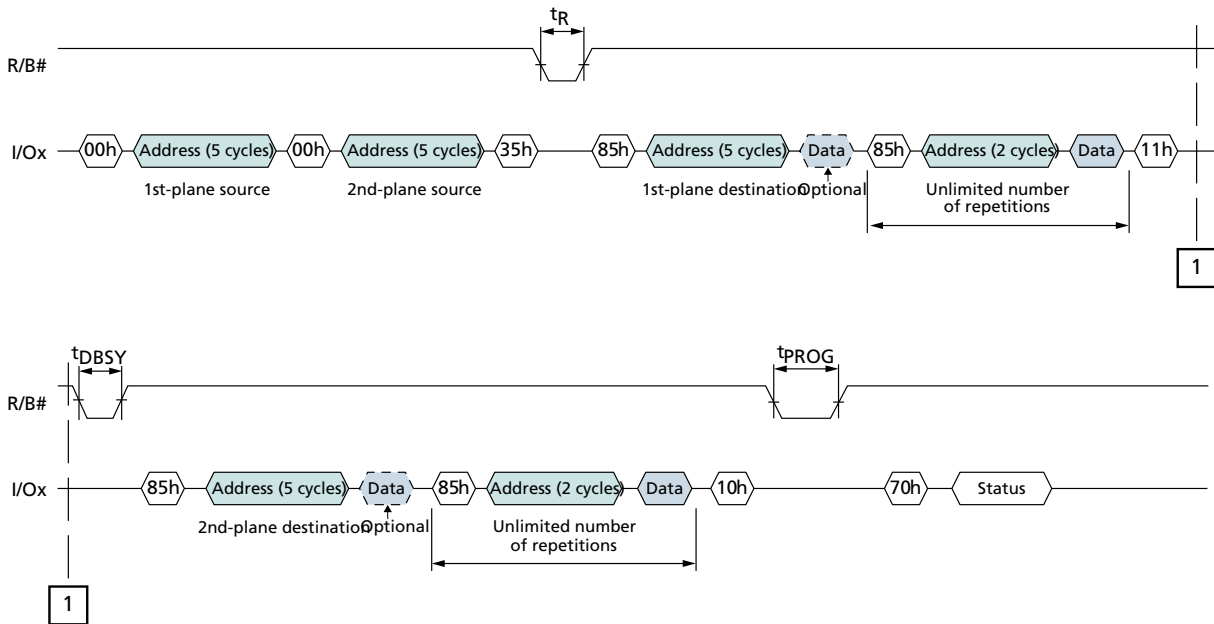 tR
R/B#
I/Ox 00h Address (5 cycles) 00h Address (5 cycles) 35h 85h Address (5 cycles) Data 85h Address (2 cycles) Data 11h
1st-plane source 2nd-plane source 1st-plane destination Optional Unlimited number
of repetitions
1
tDBSY tPROG
R/B#
I/Ox 85h Address (5 cycles) Data 85h Address (2 cycles) Data 10h 70h Status
2nd-plane destination Optional Unlimited number
of repetitions
1